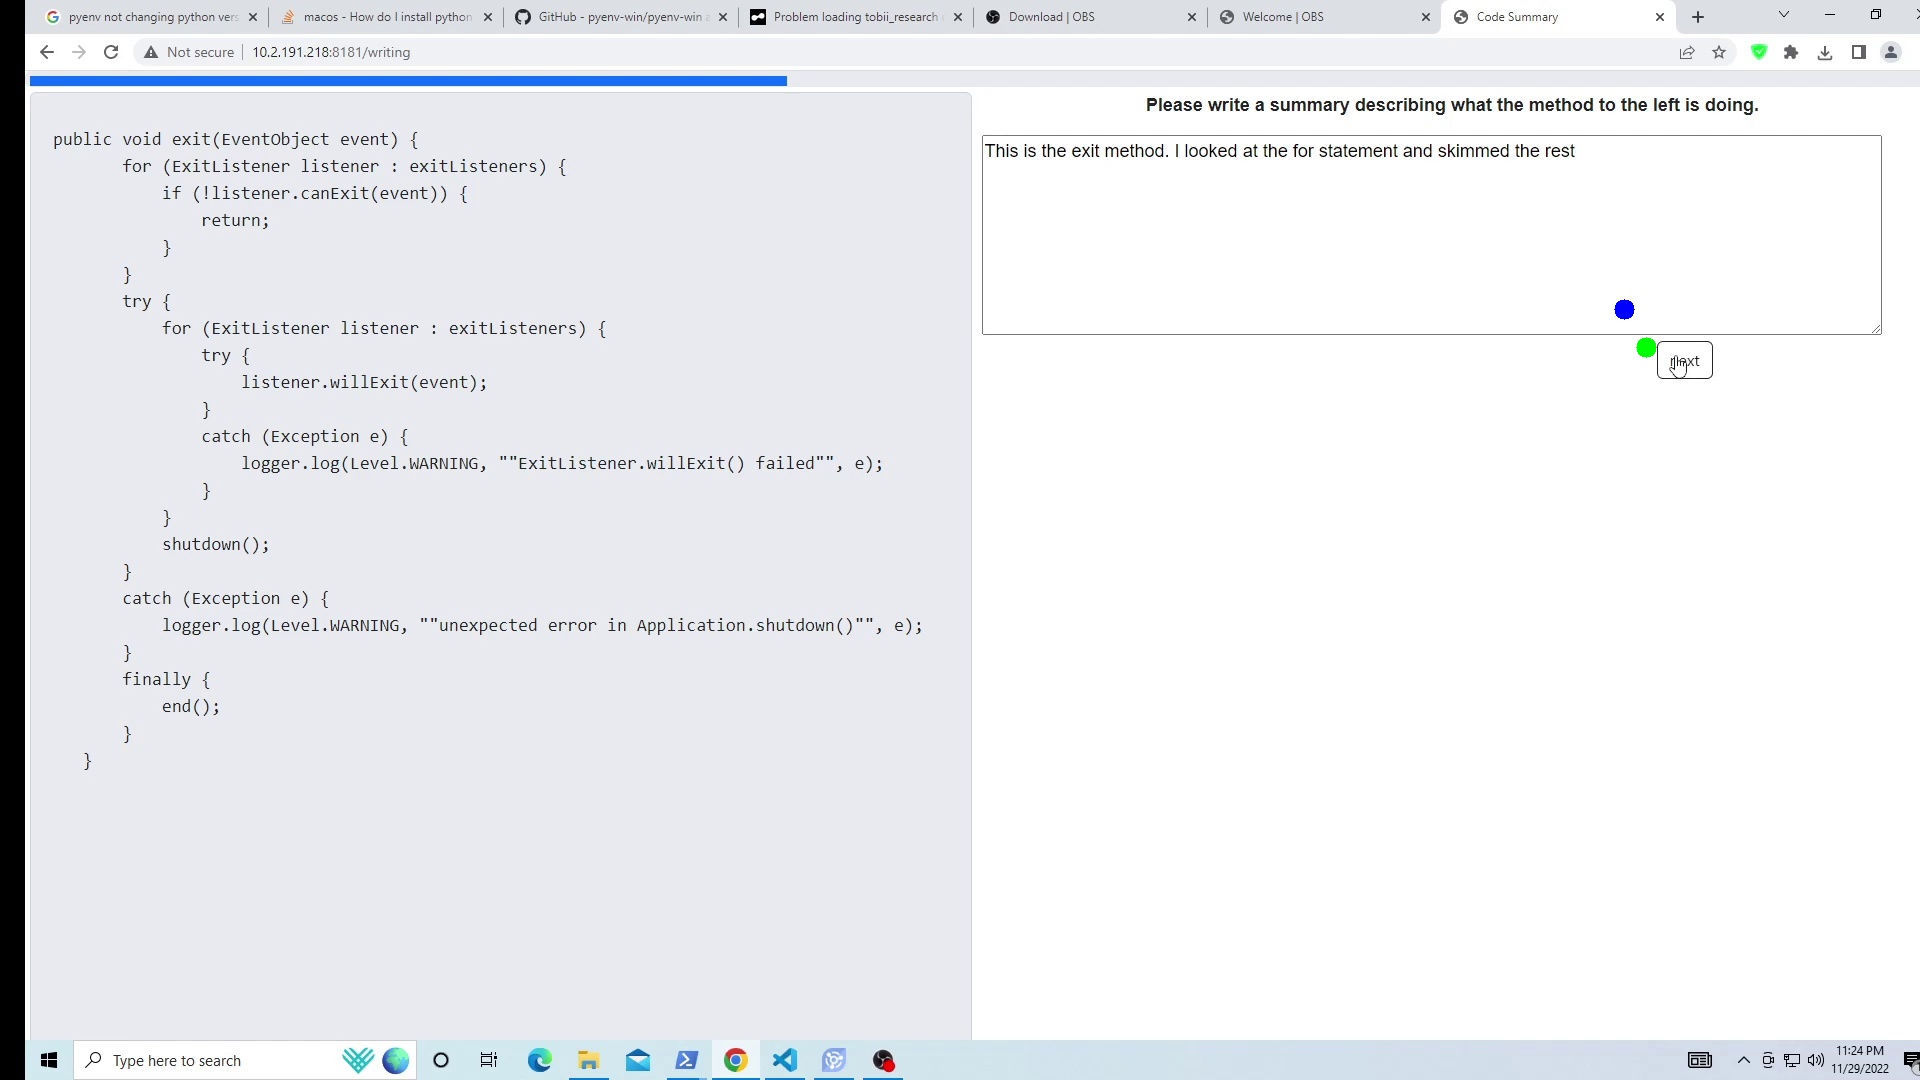 pyenv not changing python vers
macos - How do I install python
GitHub - pyenv-win/pyenv-win a
Problem loading tobii_research
Download | OBS
Welcome | OBS
Code Summary
Not secure
10.2.191.218:8181/writing
Please write a summary describing what the method to the left is doing.
This is the exit method. I looked at the for statement and skimmed the rest
next
public void exit(EventObject event) {
for (ExitListener listener : exitListeners) {
if (!listener.canExit(event)) {
return;
}
}
try {
for (ExitListener listener : exitListeners) {
try {
listener.willExit(event);
}
catch (Exception e) {
logger.log(Level.WARNING, ""ExitListener.willExit() failed"", e);
}
}
shutdown();
}
catch (Exception e) {
logger.log(Level.WARNING, ""unexpected error in Application.shutdown()"", e);
}
finally {
end();
}
}
Type here to search
11:24 PM
11/29/2022